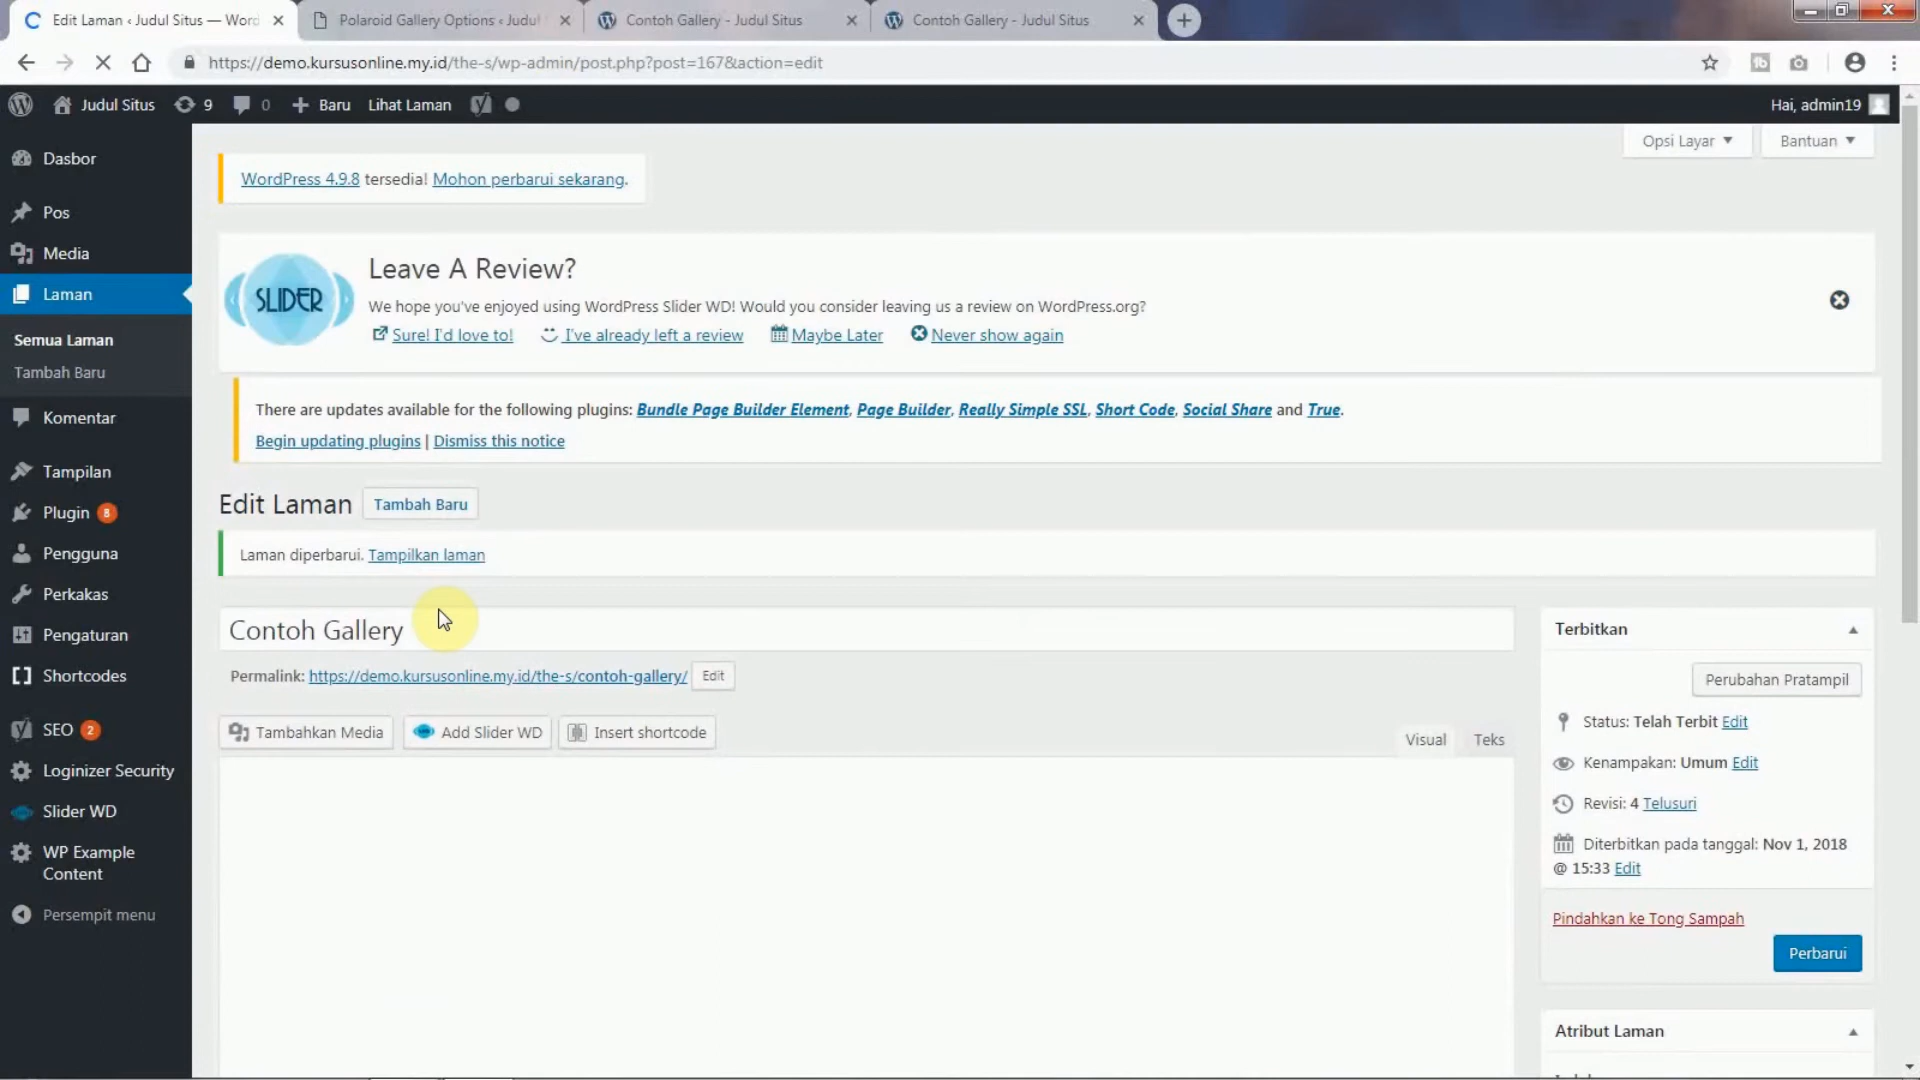 Edit Laman ‹ Judul Situs — Word
Polaroid Gallery Options ‹ Judul
Contoh Gallery - Judul Situs
Contoh Gallery - Judul Situs
https://demo.kursusonline.my.id/the-s/wp-admin/post.php?post=167&action=edit
Judul Situs 9 0 Baru Lihat Laman Hai, admin19
Opsi Layar Bantuan
Dasbor
Pos
Media
Laman
Semua Laman
Tambah Baru
Komentar
Tampilan
Plugin 8
Pengguna
Perkakas
Pengaturan
Shortcodes
SEO 2
Loginizer Security
Slider WD
WP Example
Content
Persempit menu
WordPress 4.9.8 tersedia! Mohon perbarui sekarang.
SLIDER
Leave A Review?
We hope you've enjoyed using WordPress Slider WD! Would you consider leaving us a review on WordPress.org?
Sure! I'd love to! I've already left a review Maybe Later Never show again
There are updates available for the following plugins: Bundle Page Builder Element, Page Builder, Really Simple SSL, Short Code, Social Share and True.
Begin updating plugins | Dismiss this notice
Edit Laman Tambah Baru
Laman diperbarui. Tampilkan laman
Contoh Gallery
Permalink: https://demo.kursusonline.my.id/the-s/contoh-gallery/ Edit
Tambahkan Media Add Slider WD Insert shortcode
Visual Teks
Terbitkan
Perubahan Pratampil
Status: Telah Terbit Edit
Kenampakan: Umum Edit
Revisi: 4 Telusuri
Diterbitkan pada tanggal: Nov 1, 2018
@ 15:33 Edit
Pindahkan ke Tong Sampah
Perbarui
Atribut Laman